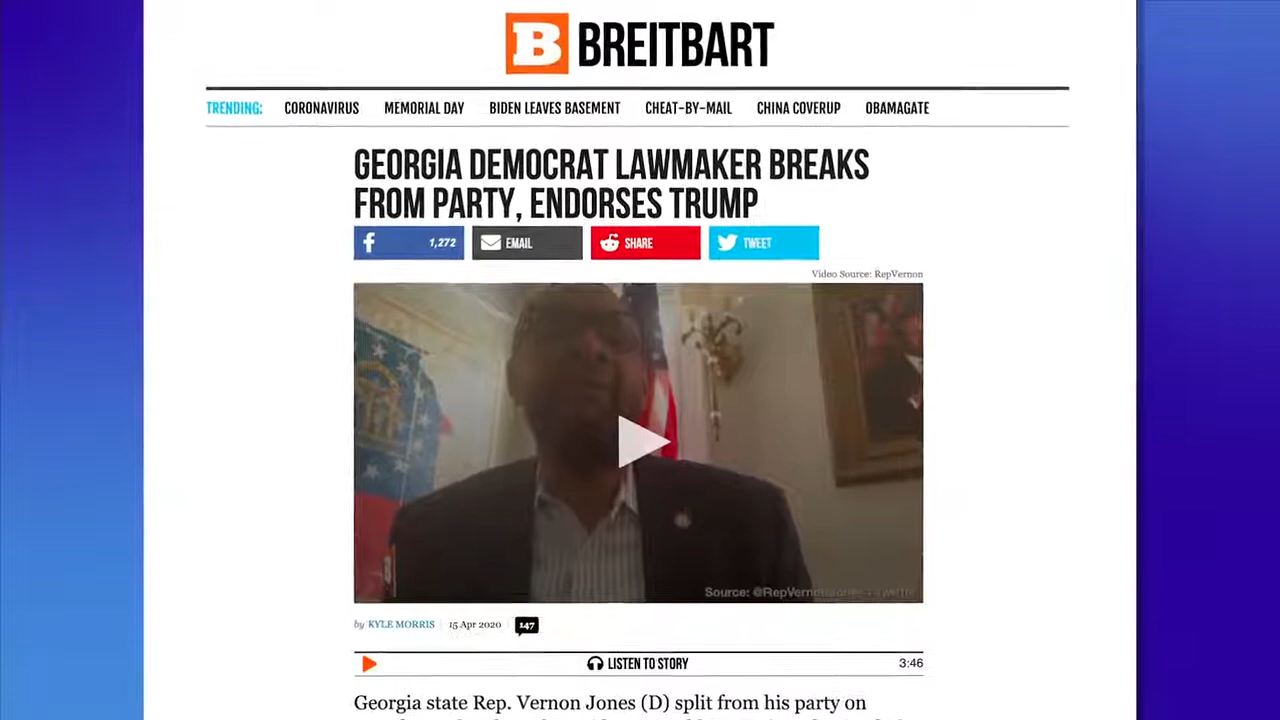 B BREITBART
TRENDING: CORONAVIRUS MEMORIAL DAY BIDEN LEAVES BASEMENT CHEAT-BY-MAIL CHINA COVERUP OBAMAGATE
GEORGIA DEMOCRAT LAWMAKER BREAKS
FROM PARTY, ENDORSES TRUMP
1,272 EMAIL SHARE TWEET
Video Source: RepVernon
Source:
by KYLE MORRIS 15 Apr 2020 147
LISTEN TO STORY 3:46
Georgia state Rep. Vernon Jones (D) split from his party on